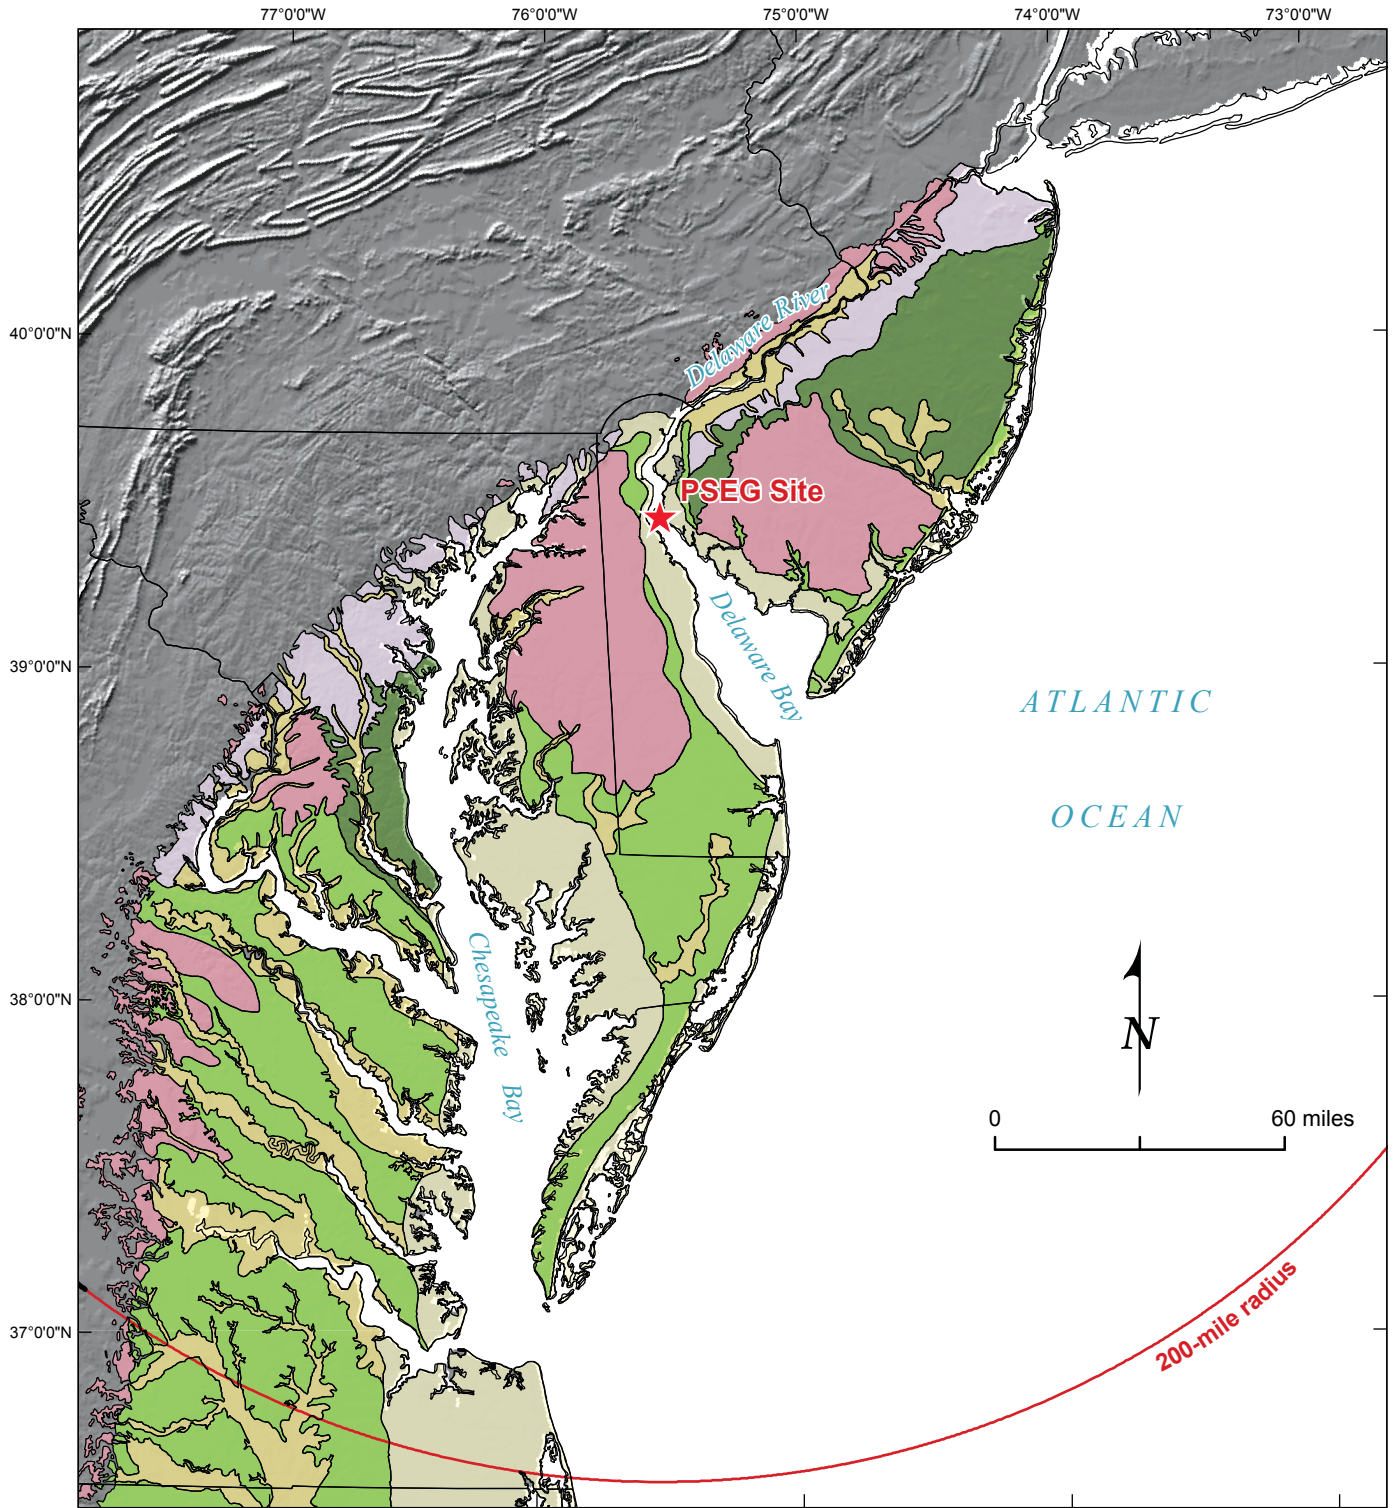 77°0'0"W 76°0'0"W 75°0'0"W 74°0'0"W 73°0'0"W
40°0'0"N
Delaware River
PSEG Site
Delaware Bay
39°0'0"N
ATLANTIC
OCEAN
Chesapeake Bay
38°0'0"N
N
0 60 miles
200-mile radius
37°0'0"N